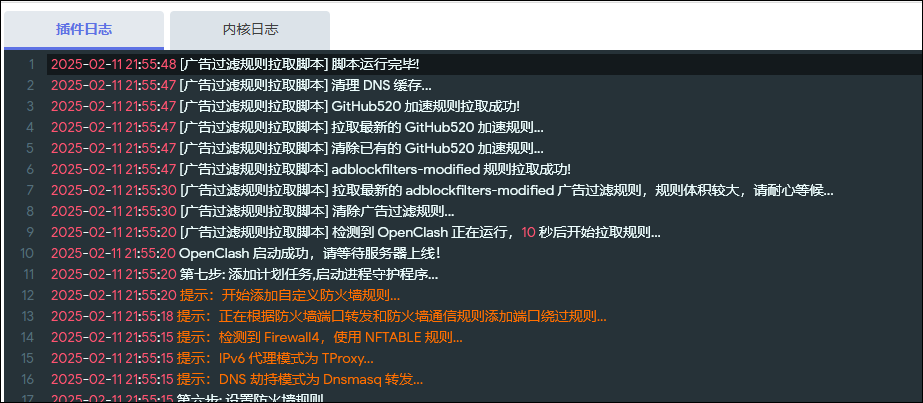 插件日志
内核日志
1 2025-02-11 21:55:48 [广告过滤规则拉取脚本] 脚本运行完毕!
2 2025-02-11 21:55:47 [广告过滤规则拉取脚本] 清理 DNS 缓存...
3 2025-02-11 21:55:47 [广告过滤规则拉取脚本] GitHub520 加速规则拉取成功!
4 2025-02-11 21:55:47 [广告过滤规则拉取脚本] 拉取最新的 GitHub520 加速规则...
5 2025-02-11 21:55:47 [广告过滤规则拉取脚本] 清除已有的 GitHub520 加速规则...
6 2025-02-11 21:55:47 [广告过滤规则拉取脚本] adblockfilters-modified 规则拉取成功!
7 2025-02-11 21:55:30 [广告过滤规则拉取脚本] 拉取最新的 adblockfilters-modified 广告过滤规则，规则体积较大，请耐心等候...
8 2025-02-11 21:55:30 [广告过滤规则拉取脚本] 清除广告过滤规则...
9 2025-02-11 21:55:20 [广告过滤规则拉取脚本] 检测到 OpenClash 正在运行，10 秒后开始拉取规则...
10 2025-02-11 21:55:20 OpenClash 启动成功，请等待服务器上线！
11 2025-02-11 21:55:20 第七步: 添加计划任务,启动进程守护程序...
12 2025-02-11 21:55:20 提示：开始添加自定义防火墙规则...
13 2025-02-11 21:55:18 提示：正在根据防火墙端口转发和防火墙通信规则添加端口绕过规则...
14 2025-02-11 21:55:15 提示：检测到 Firewall4，使用 NFTABLE 规则...
15 2025-02-11 21:55:15 提示：IPv6 代理模式为 TProxy...
16 2025-02-11 21:55:15 提示：DNS 劫持模式为 Dnsmasq 转发...
17 2025-02-11 21:55:15 第六步: 设置防火墙规则